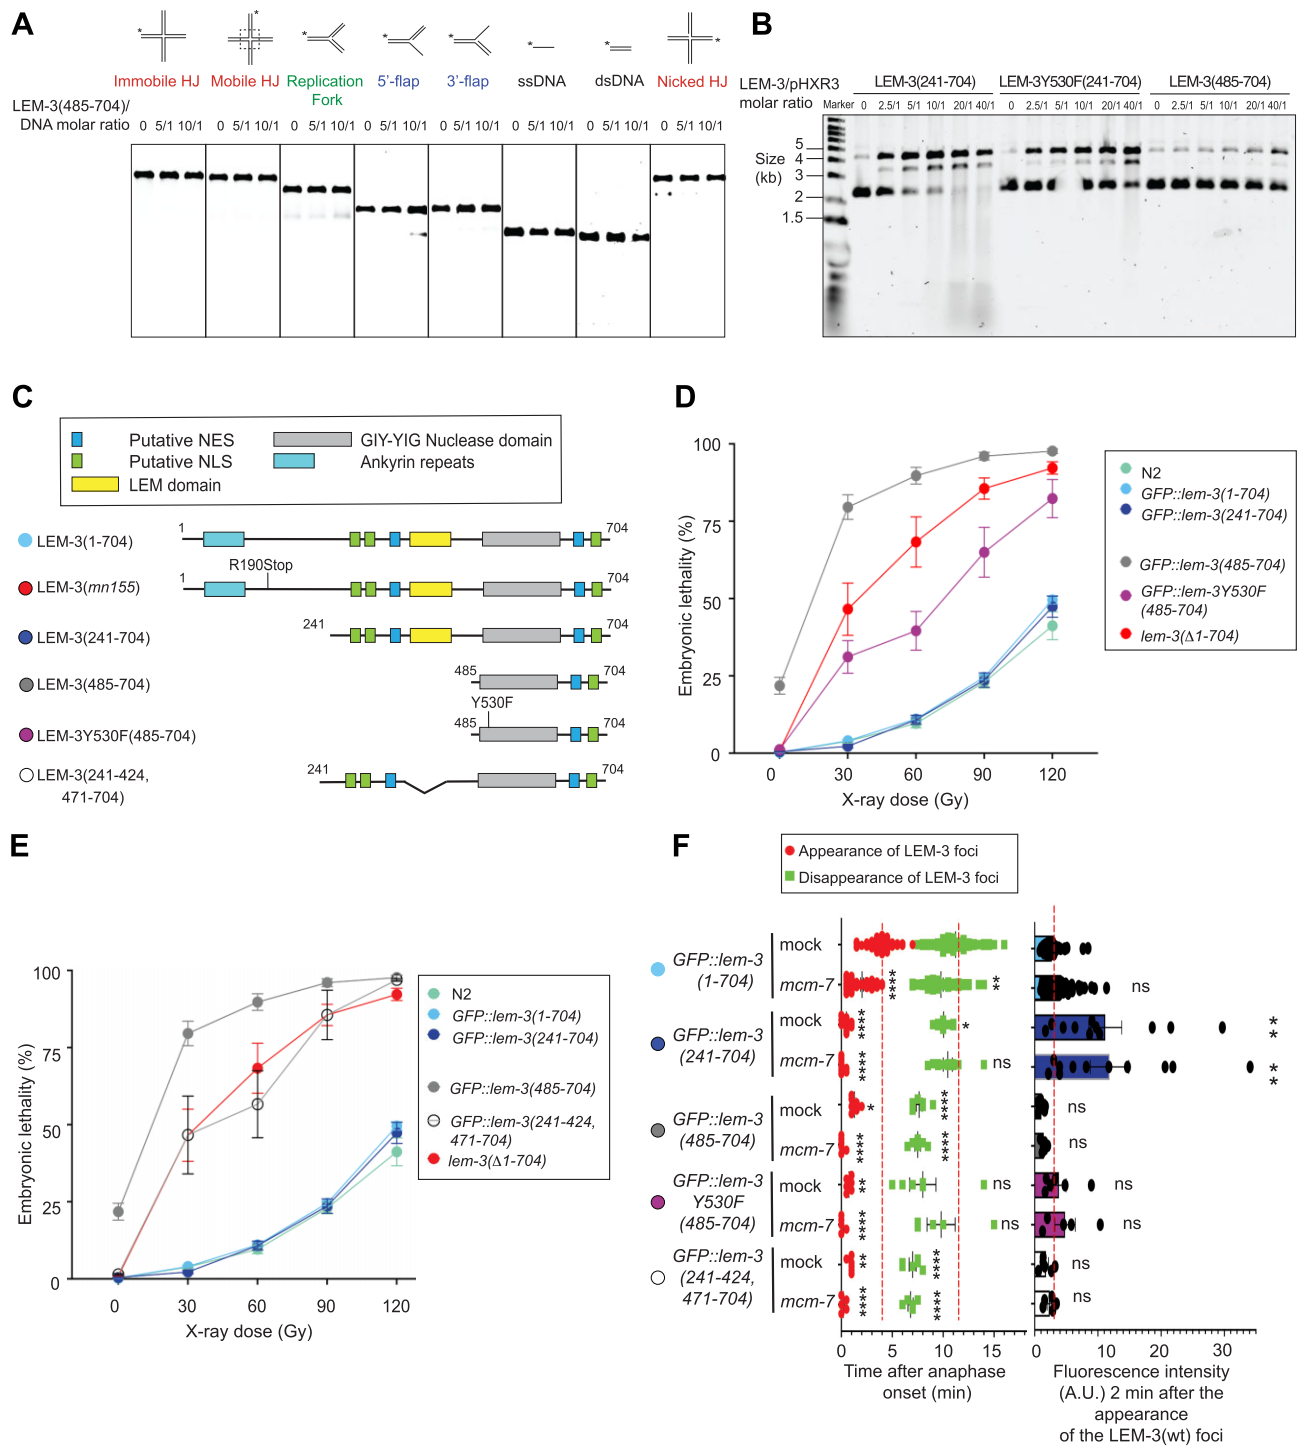 A
* * * * * * * *
Immobile HJ Mobile HJ Replication Fork 5'-flap 3'-flap ssDNA dsDNA Nicked HJ
LEM-3(485-704)/
DNA molar ratio
0 5/1 10/1 0 5/1 10/1 0 5/1 10/1 0 5/1 10/1 0 5/1 10/1 0 5/1 10/1 0 5/1 10/1 0 5/1 10/1
B
LEM-3/pHXR3
molar ratio
LEM-3(241-704) LEM-3Y530F(241-704) LEM-3(485-704)
Marker 0 2.5/1 5/1 10/1 20/1 40/1 0 2.5/1 5/1 10/1 20/1 40/1 0 2.5/1 5/1 10/1 20/1 40/1
Size
(kb)
5
4
3
2
1.5
C
Putative NES GIY-YIG Nuclease domain
Putative NLS Ankyrin repeats
LEM domain
LEM-3(1-704) 1 704
R190Stop
LEM-3(mn155) 1 704
LEM-3(241-704) 241 704
LEM-3(485-704) 485 704
Y530F
LEM-3Y530F(485-704) 485 704
LEM-3(241-424,
471-704)
241 704
D
Embryonic lethality (%)
100
75
50
25
0
0 30 60 90 120
X-ray dose (Gy)
N2
GFP::lem-3(1-704)
GFP::lem-3(241-704)
GFP::lem-3(485-704)
GFP::lem-3Y530F
(485-704)
lem-3(Δ1-704)
E
Embryonic lethality (%)
100
75
50
25
0
0 30 60 90 120
X-ray dose (Gy)
N2
GFP::lem-3(1-704)
GFP::lem-3(241-704)
GFP::lem-3(485-704)
GFP::lem-3(241-424,
471-704)
lem-3(Δ1-704)
F
Appearance of LEM-3 foci
Disappearance of LEM-3 foci
GFP::lem-3
(1-704)
mock
mcm-7 **** ** ns
GFP::lem-3
(241-704)
mock **** * **
mcm-7 **** ns **
GFP::lem-3
(485-704)
mock * **** ns
mcm-7 **** **** ns
GFP::lem-3
Y530F
(485-704)
mock ** ns ns
mcm-7 **** ns ns
GFP::lem-3
(241-424,
471-704)
mock ** **** ns
mcm-7 **** **** ns
0 5 10 15
Time after anaphase
onset (min)
0 10 20 30
Fluorescence intensity
(A.U.) 2 min after the
appearance
of the LEM-3(wt) foci